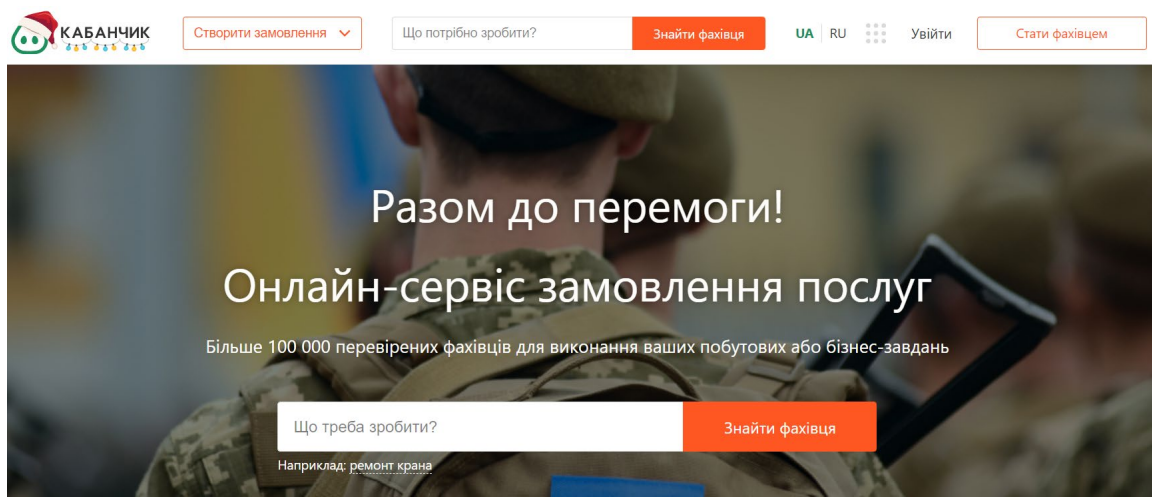 КАБАНЧИК
Створити замовлення
Що потрібно зробити?
Знайти фахівця
UA
RU
Увійти
Стати фахівцем
Разом до перемоги!
Онлайн-сервіс замовлення послуг
Більше 100 000 перевірених фахівців для виконання ваших побутових або бізнес-завдань
Що треба зробити?
Знайти фахівця
Наприклад: ремонт крана